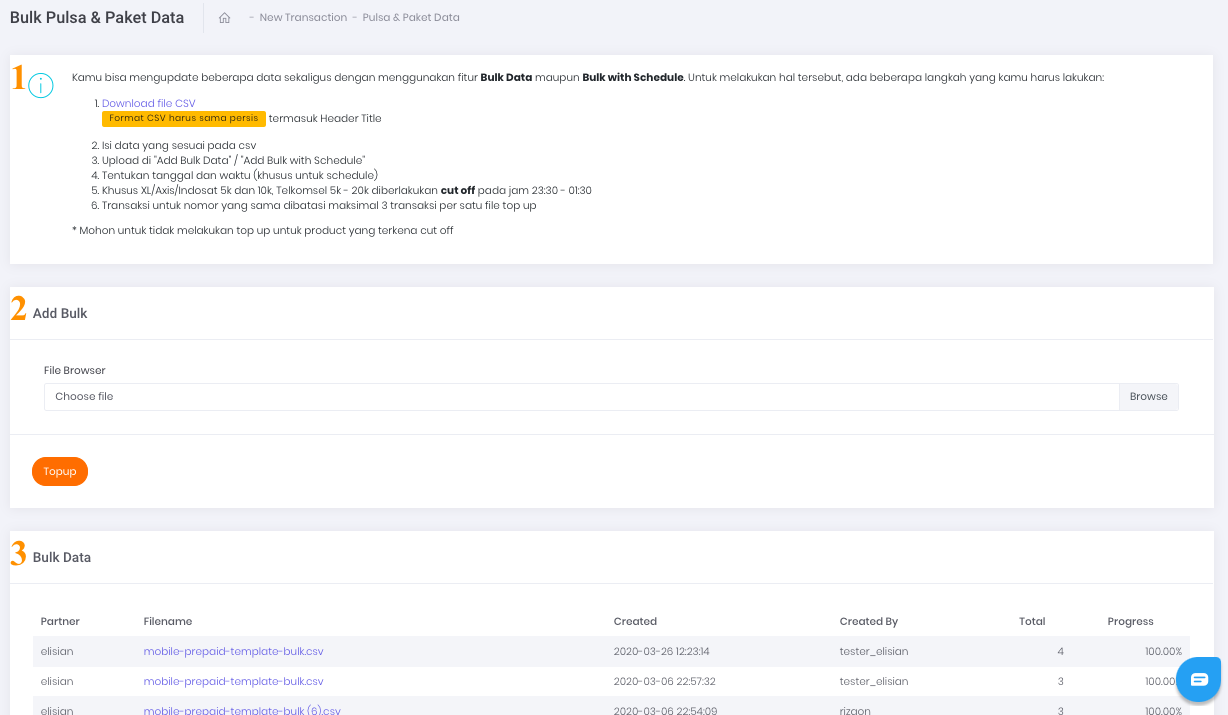 Bulk Pulsa & Paket Data - New Transaction - Pulsa & Paket Data
1
Kamu bisa mengupdate beberapa data sekaligus dengan menggunakan fitur Bulk Data maupun Bulk with Schedule. Untuk melakukan hal tersebut, ada beberapa langkah yang kamu harus lakukan:
1. Download file CSV
Format CSV harus sama persis termasuk Header Title
2. Isi data yang sesuai pada csv
3. Upload di "Add Bulk Data" / "Add Bulk with Schedule"
4. Tentukan tanggal dan waktu (khusus untuk schedule)
5. Khusus XL/Axis/Indosat 5k dan 10k, Telkomsel 5k - 20k diberlakukan cut off pada jam 23:30 - 01:30
6. Transaksi untuk nomor yang sama dibatasi maksimal 3 transaksi per satu file top up
* Mohon untuk tidak melakukan top up untuk product yang terkena cut off
2 Add Bulk
File Browser
Choose file Browse
Topup
3 Bulk Data
Partner Filename Created Created By Total Progress
elisian mobile-prepaid-template-bulk.csv 2020-03-26 12:23:14 tester_elisian 4 100.00%
elisian mobile-prepaid-template-bulk.csv 2020-03-06 22:57:32 tester_elisian 3 100.00
elisian mobile-prepaid-template-bulk (6).csv 2020-03-06 22:54:09 rizqon 3 100.00%